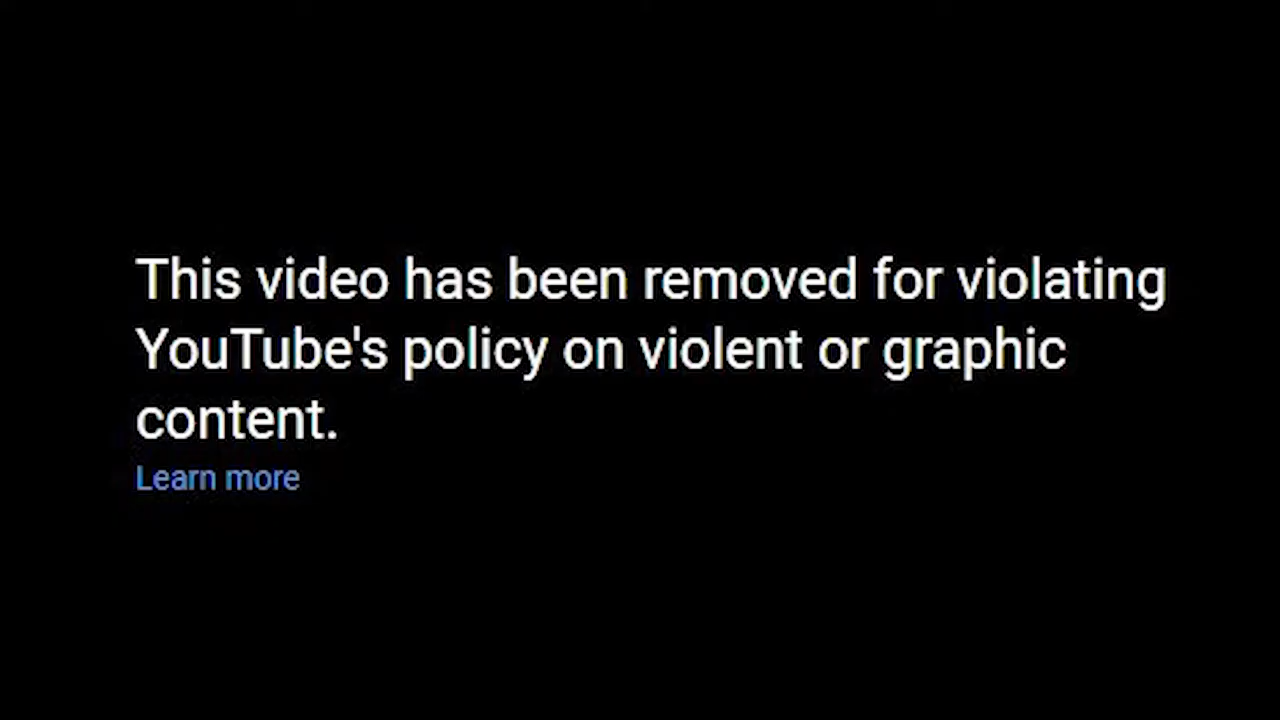 This video has been removed for violating
YouTube's policy on violent or graphic
content.
Learn more